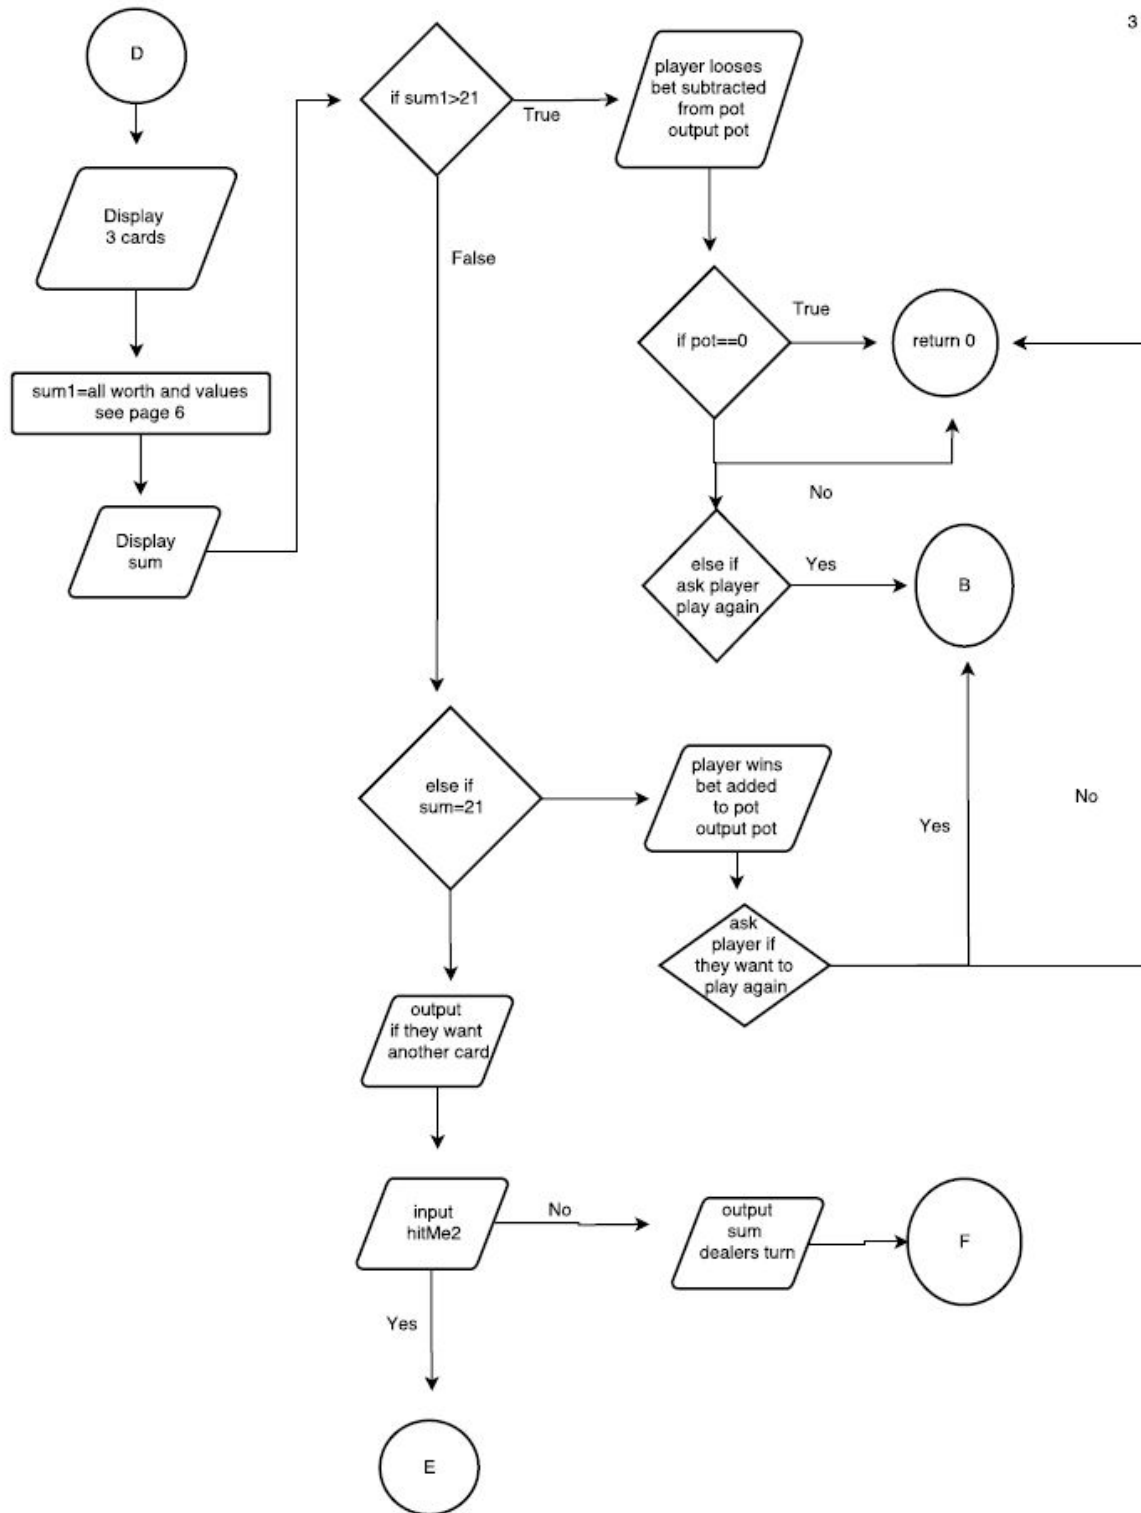 3
D
Display
3 cards
sum1=all worth and values
see page 6
Display
sum
if sum1>21
True
False
player looses
bet subtracted
from pot
output pot
if pot==0
True
return 0
No
else if
ask player
play again
Yes
B
else if
sum=21
player wins
bet added
to pot
output pot
Yes
No
ask
player if
they want to
play again
output
if they want
another card
input
hitMe2
No
output
sum
dealers turn
F
Yes
E